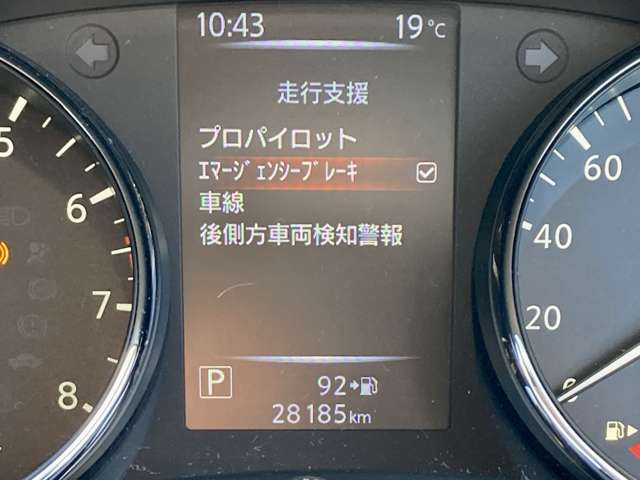 10:43 19℃
走行支援
プロパイロット
ｴﾏｰｼﾞｪﾝｼｰﾌﾞﾚｰｷ
車線
後側方車両検知警報
P 92
28185km
5
6
7
8
60
40
20
0